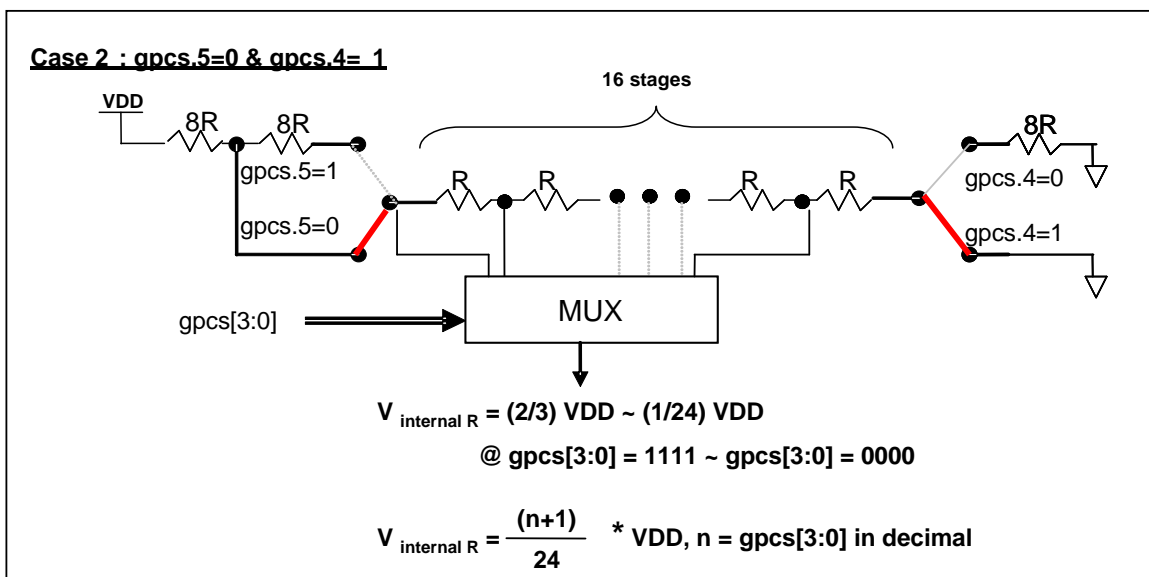 Case 2 : gpcs.5=0 & gpcs.4= 1
16 stages
VDD
8R
8R
8R
gpcs.5=1
R
R
R
R
gpcs.4=0
gpcs.5=0
gpcs.4=1
gpcs[3:0]
MUX
V internal R = (2/3) VDD ~ (1/24) VDD
@ gpcs[3:0] = 1111 ~ gpcs[3:0] = 0000
(n+1)
V internal R = * VDD, n = gpcs[3:0] in decimal
24